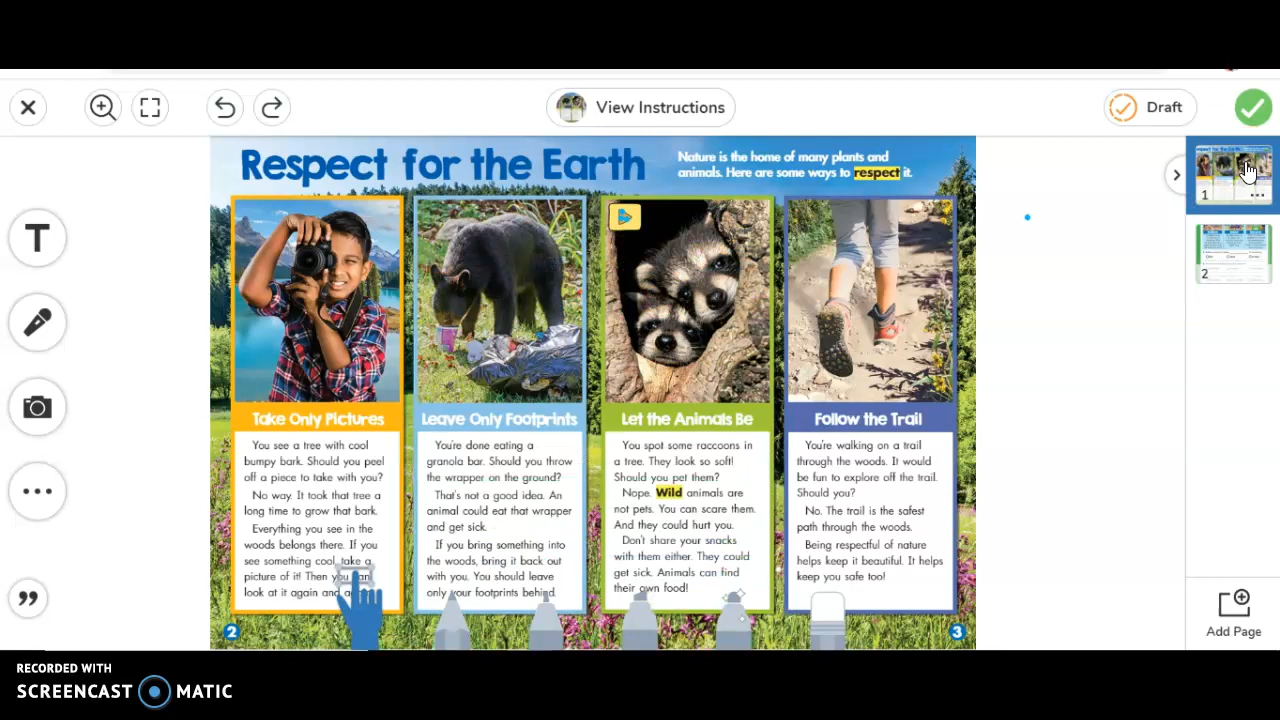 View Instructions
Draft
Respect for the Earth
Nature is the home of many plants and
animals. Here are some ways to respect it.
Take Only Pictures
You see a tree with cool
bumpy bark. Should you peel
off a piece to take with you?
No way. It took that tree a
long time to grow that bark.
Everything you see in the
woods belongs there. If you
see something cool, take a
picture of it! Then you can
look at it again and
Leave Only Footprints
You're done eating a
granola bar. Should you throw
the wrapper on the ground?
That's not a good idea. An
animal could eat that wrapper
and get sick.
If you bring something into
the woods, bring it back out
with you. You should leave
only your footprints behind.
Let the Animals Be
You spot some raccoons in
a tree. They look so soft!
Should you pet them?
Nope. Wild animals are
not pets. You can scare them.
And they could hurt you.
Don't share your snacks
with them either. They could
get sick. Animals can find
their own food!
Follow the Trail
You're walking on a trail
through the woods. It would
be fun to explore off the trail.
Should you?
No. The trail is the safest
path through the woods.
Being respectful of nature
helps keep it beautiful. It helps
keep you safe too!
2
3
T
1
2
Add Page
RECORDED WITH
SCREENCAST MATIC